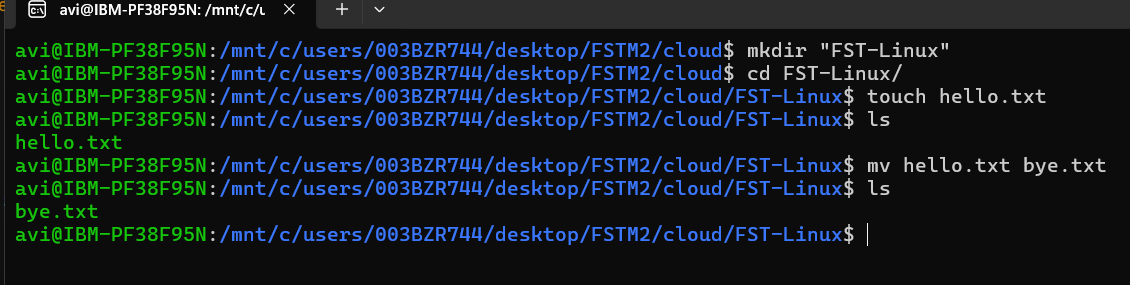 avi@IBM-PF38F95N: /mnt/c/u
avi@IBM-PF38F95N:/mnt/c/users/003BZR744/desktop/FSTM2/cloud$ mkdir "FST-Linux"
avi@IBM-PF38F95N:/mnt/c/users/003BZR744/desktop/FSTM2/cloud$ cd FST-Linux/
avi@IBM-PF38F95N:/mnt/c/users/003BZR744/desktop/FSTM2/cloud/FST-Linux$ touch hello.txt
avi@IBM-PF38F95N:/mnt/c/users/003BZR744/desktop/FSTM2/cloud/FST-Linux$ ls
hello.txt
avi@IBM-PF38F95N:/mnt/c/users/003BZR744/desktop/FSTM2/cloud/FST-Linux$ mv hello.txt bye.txt
avi@IBM-PF38F95N:/mnt/c/users/003BZR744/desktop/FSTM2/cloud/FST-Linux$ ls
bye.txt
avi@IBM-PF38F95N:/mnt/c/users/003BZR744/desktop/FSTM2/cloud/FST-Linux$